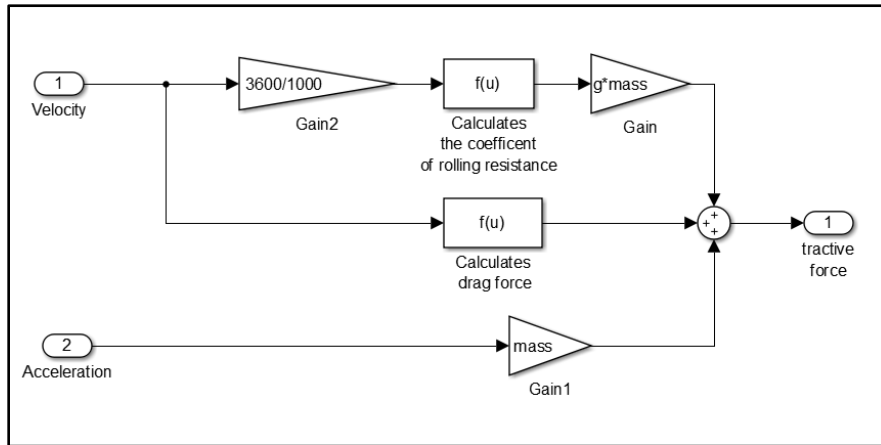 1
Velocity
3600/1000
Gain2
f(u)
Calculates
the coefficent
of rolling resistance
g*mass
Gain
f(u)
Calculates
drag force
+
+
+
1
tractive
force
2
Acceleration
mass
Gain1